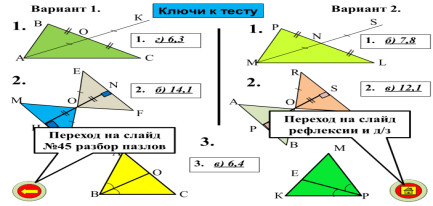 Вариант 1.
Ключи к тесту
Вариант 2.
1.
B
O
K
A
C
1. г) 6,3
1.
P
S
N
M
L
1. б) 7,8
2.
E
M
N
O
F
2. б) 14,1
2.
R
A
S
O
P
B
2. в) 12,1
Переход на слайд
№45 разбор пазлов
Переход на слайд
рефлексии и д/з
3.
3. в) 6,4
O
B
C
M
E
K
P